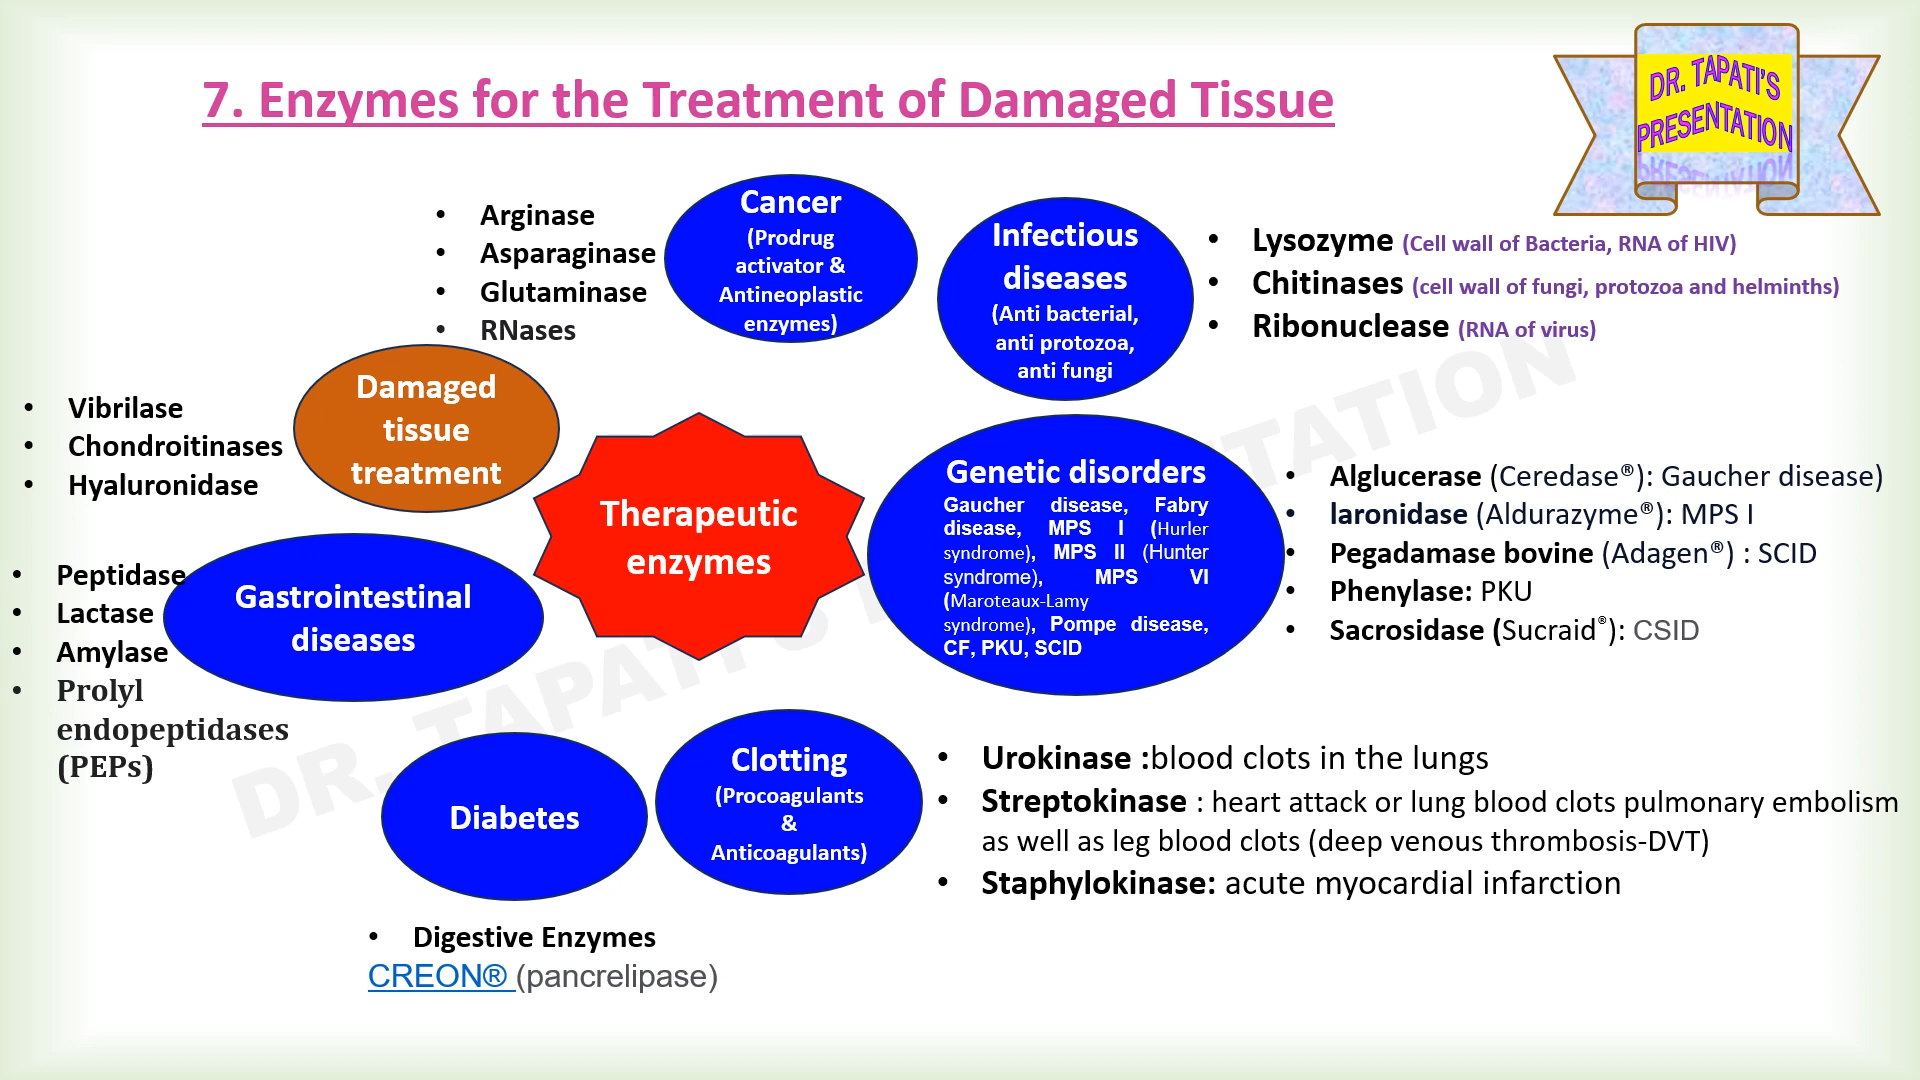 7. Enzymes for the Treatment of Damaged Tissue
DR. TAPATI'S
PRESENTATION
• Arginase
• Asparaginase
• Glutaminase
• RNases
Cancer
(Prodrug
activator &
Antineoplastic
enzymes)
Infectious
diseases
(Anti bacterial,
anti protozoa,
anti fungi
• Lysozyme (Cell wall of Bacteria, RNA of HIV)
• Chitinases (cell wall of fungi, protozoa and helminths)
• Ribonuclease (RNA of virus)
Damaged
tissue
treatment
• Vibrilase
• Chondroitinases
• Hyaluronidase
Therapeutic
enzymes
Genetic disorders
Gaucher disease, Fabry
disease, MPS I (Hurler
syndrome), MPS II (Hunter
syndrome), MPS VI
(Maroteaux-Lamy
syndrome), Pompe disease,
CF, PKU, SCID
• Alglucerase (Ceredase®): Gaucher disease)
• laronidase (Aldurazyme®): MPS I
• Pegadamase bovine (Adagen®) : SCID
• Phenylase: PKU
• Sacrosidase (Sucraid®): CSID
• Peptidase
• Lactase
• Amylase
• Prolyl
endopeptidases
(PEPs)
Gastrointestinal
diseases
Diabetes
Clotting
(Procoagulants
&
Anticoagulants)
• Urokinase :blood clots in the lungs
• Streptokinase : heart attack or lung blood clots pulmonary embolism
as well as leg blood clots (deep venous thrombosis-DVT)
• Staphylokinase: acute myocardial infarction
• Digestive Enzymes
CREON® (pancrelipase)